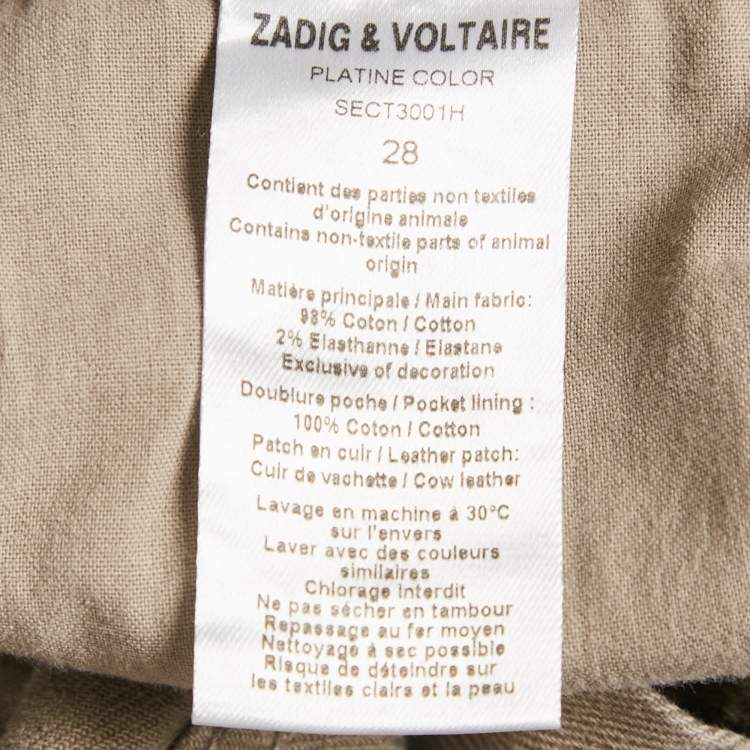 ZADIG & VOLTAIRE
PLATINE COLOR
SECT3001H
28
Contient des parties non textiles
d'origine animale
Contains non-textile parts of animal
origin
Matière principale / Main fabric:
98% Coton / Cotton
2% Elasthanne / Elastane
Exclusive of decoration
Doublure poche / Pocket lining :
100% Coton / Cotton
Patch en cuir / Leather patch:
Cuir de vachette / Cow leather
Lavage en machine à 30°C
sur l'envers
Laver avec des couleurs
similaires
Chlorage interdit
Ne pas sécher en tambour
Repassage au fer moyen
Nettoyage à sec possible
Risque de déteindre sur
les textiles clairs et la peau